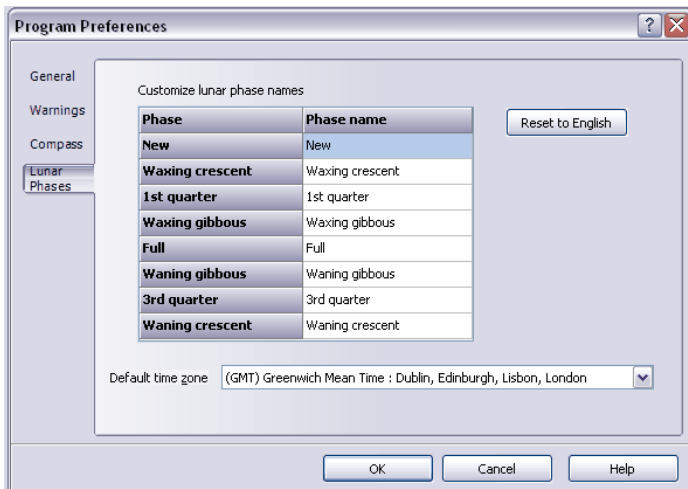 Program Preferences
General
Warnings
Compass
Lunar
Phases
Customize lunar phase names
Phase Phase name
New New
Waxing crescent Waxing crescent
1st quarter 1st quarter
Waxing gibbous Waxing gibbous
Full Full
Waning gibbous Waning gibbous
3rd quarter 3rd quarter
Waning crescent Waning crescent
Reset to English
Default time zone (GMT) Greenwich Mean Time : Dublin, Edinburgh, Lisbon, London
OK Cancel Help